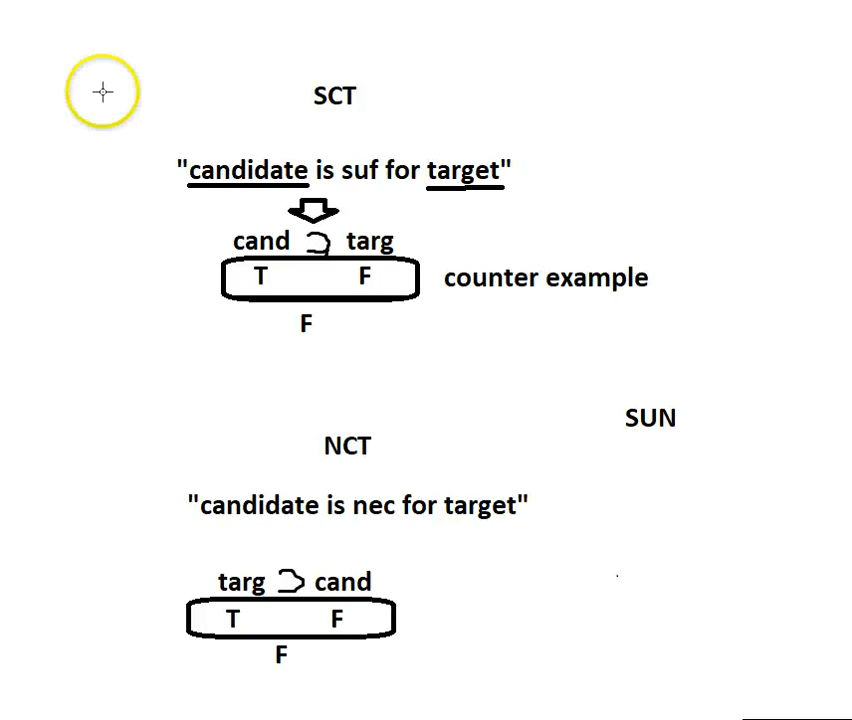 SCT
"candidate is suf for target"
cand ⊃ targ
T F counter example
F
SUN
NCT
"candidate is nec for target"
targ ⊃ cand
T F
F